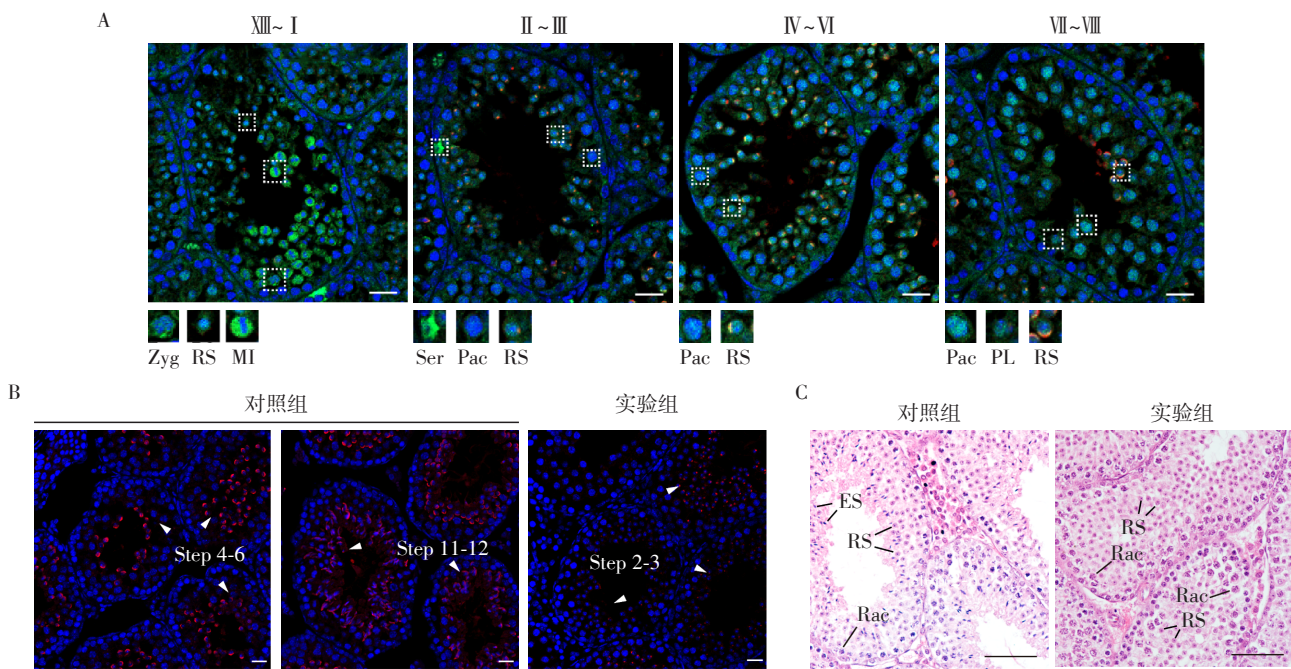 A
XIII~I II~III IV~VI VII~VIII
Zyg RS MI Ser Pac RS Pac RS Pac PL RS
B 对照组 实验组
Step 4-6 Step 11-12 Step 2-3
C 对照组 实验组
ES
RS
Rac
RS
Rac
Rac
RS